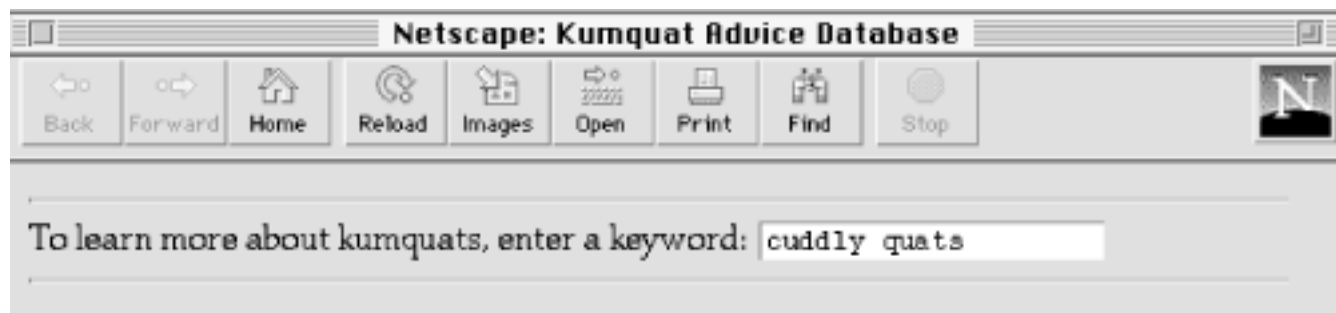 Netscape: Kumquat Advice Database
Back Forward Home Reload Images Open Print Find Stop N
To learn more about kumquats, enter a keyword: cuddly quats